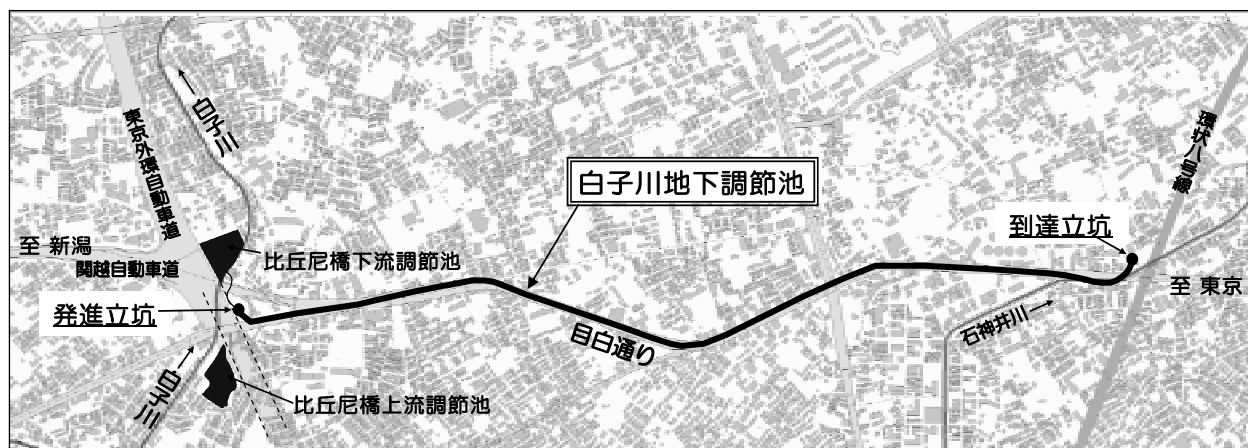 白子川
東京外環自動車道
環状八号線
白子川地下調節池
到達立坑
至 新潟
関越自動車道
比丘尼橋下流調節池
至 東京
発進立坑
石神井川
目白通り
白子川
比丘尼橋上流調節池